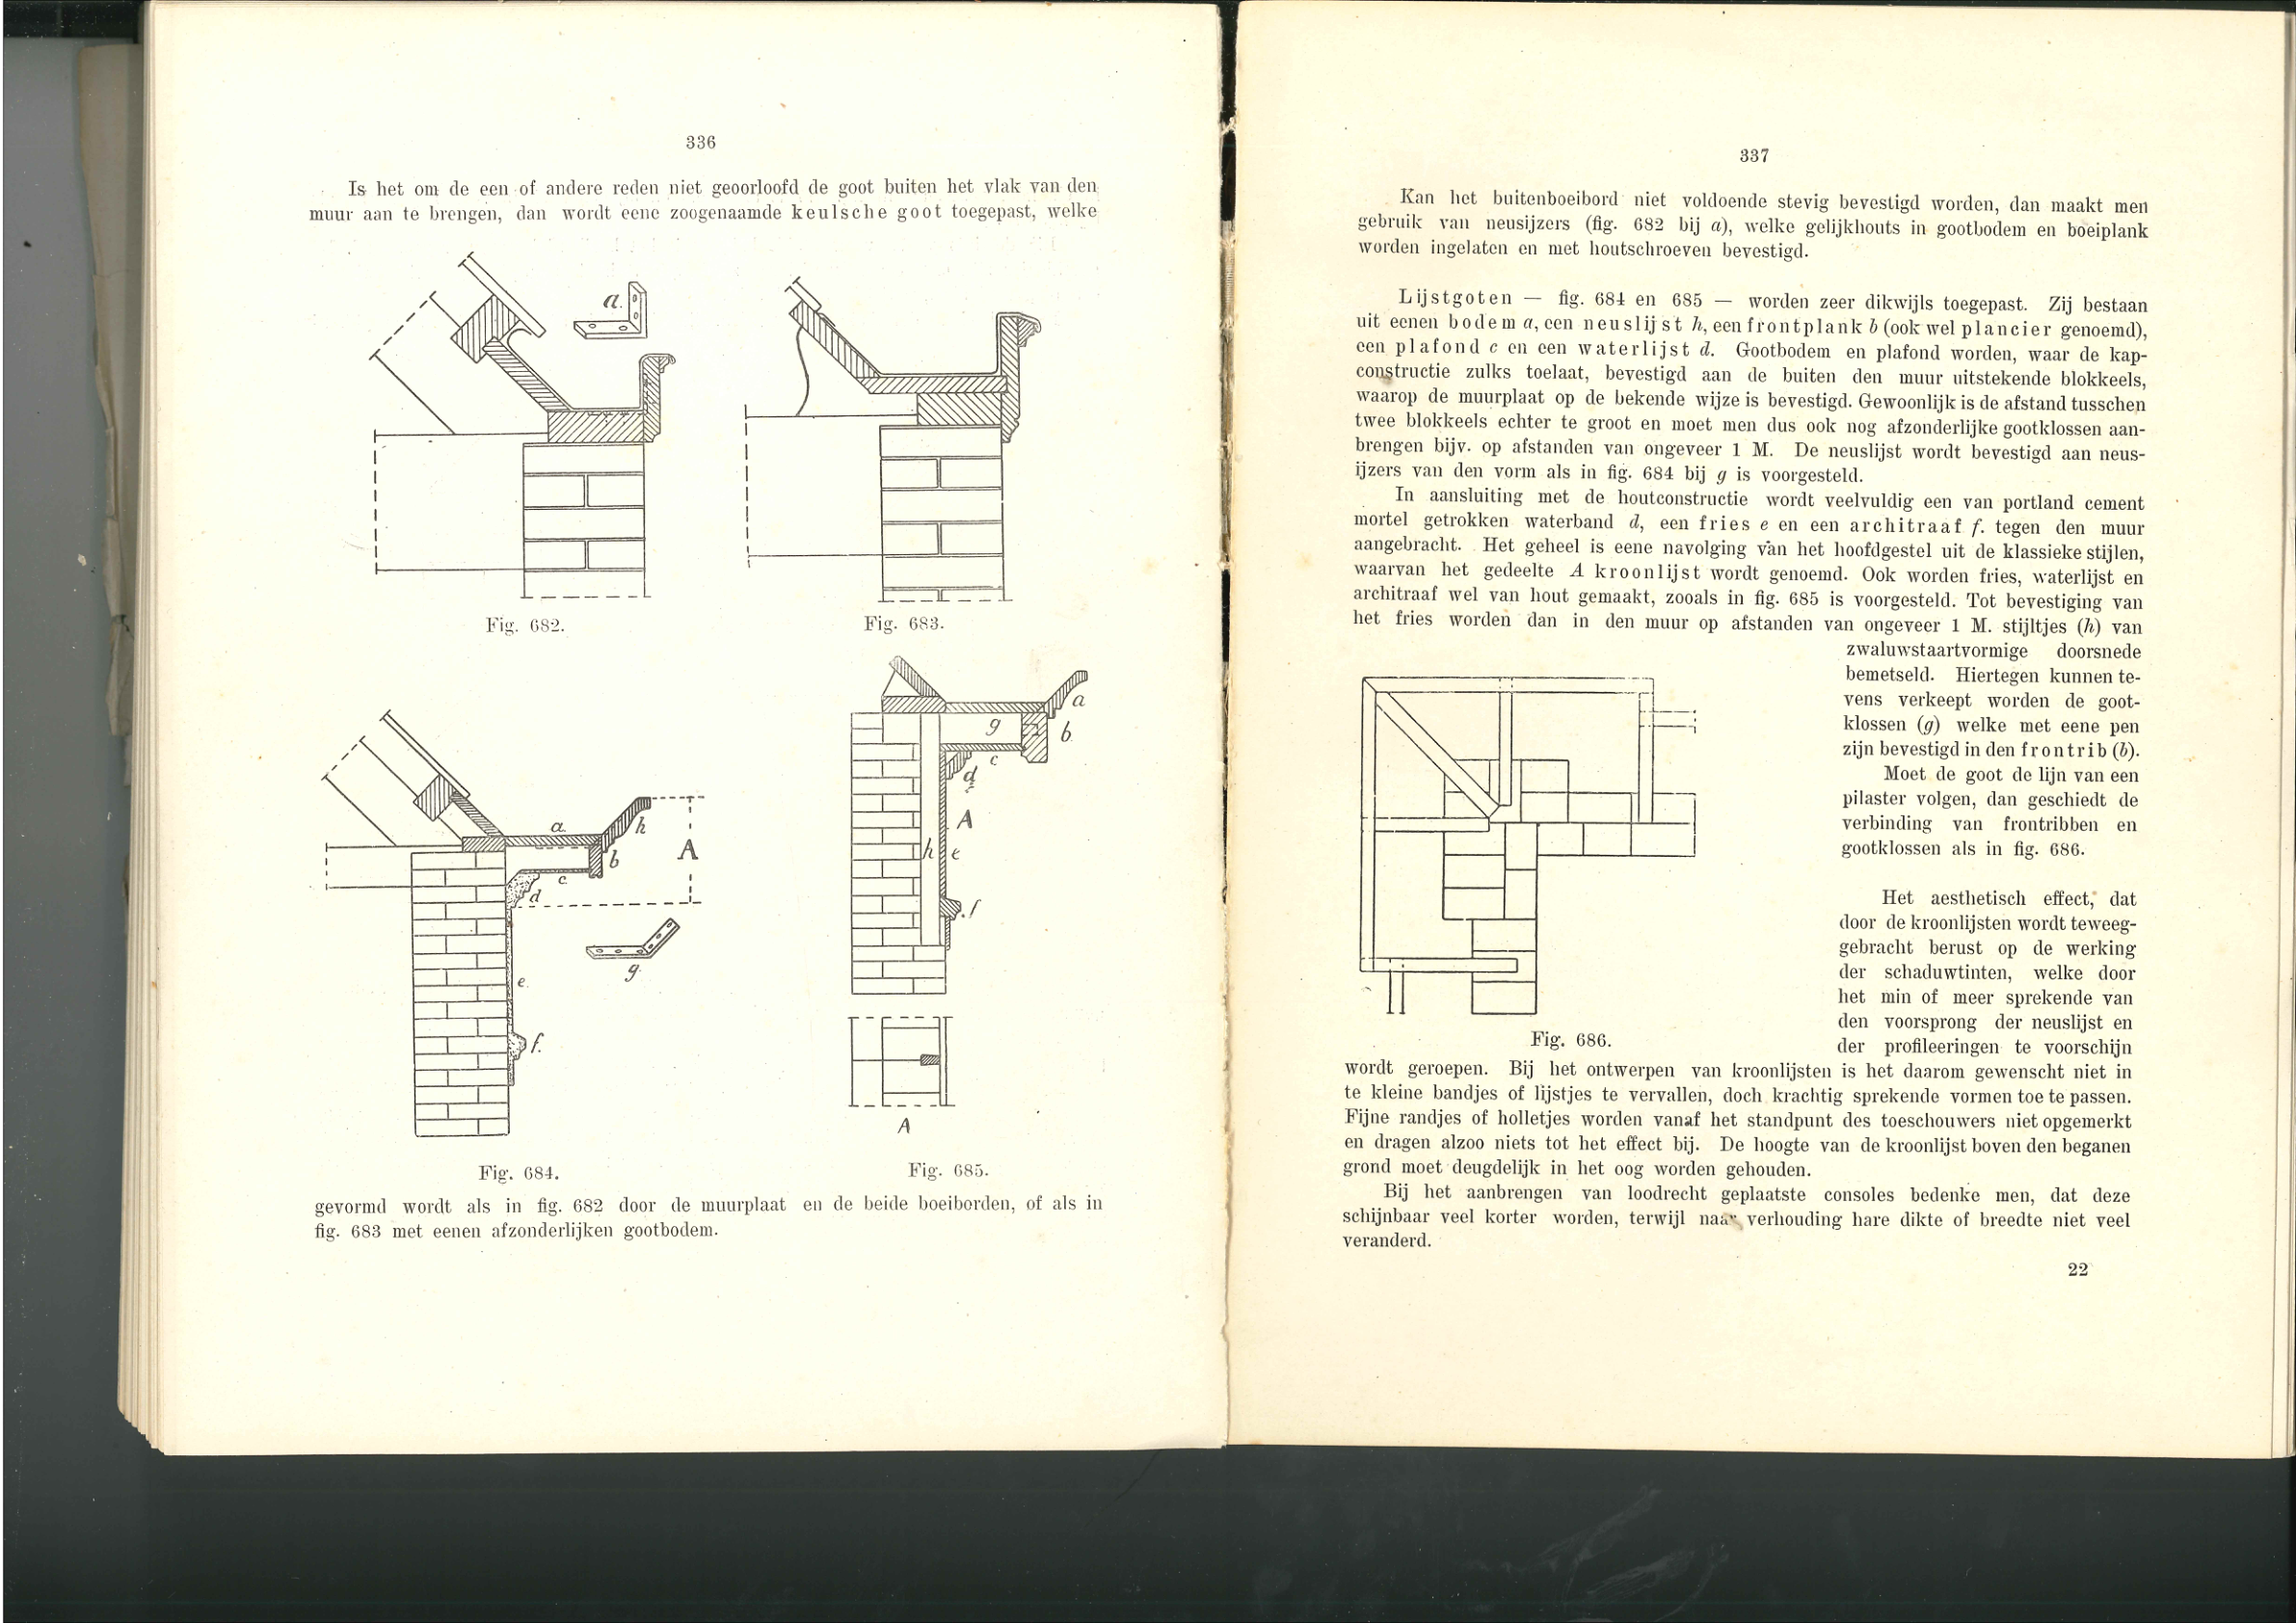 336
Is het om de een of andere reden niet geoorloofd de goot buiten het vlak van den
muur aan te brengen, dan wordt eene zoogenaamde keulsche goot toegepast, welke
a.
Fig. 682.
Fig. 683.
a.
h
b
A
c.
d
g.
e.
f.
Fig. 684.
a
g
b.
c
d
A
h
e
f
A
Fig. 685.
gevormd wordt als in fig. 682 door de muurplaat en de beide boeiborden, of als in
fig. 683 met eenen afzonderlijken gootbodem.
337
Kan het buitenboeibord niet voldoende stevig bevestigd worden, dan maakt men
gebruik van neusijzers (fig. 682 bij a), welke gelijkhouts in gootbodem en boeiplank
worden ingelaten en met houtschroeven bevestigd.
Lijstgoten — fig. 684 en 685 — worden zeer dikwijls toegepast. Zij bestaan
uit eenen bodem a, een neuslijst h, een frontplank b (ook wel plancier genoemd),
een plafond c en een waterlijst d. Gootbodem en plafond worden, waar de kap-
constructie zulks toelaat, bevestigd aan de buiten den muur uitstekende blokkeels,
waarop de muurplaat op de bekende wijze is bevestigd. Gewoonlijk is de afstand tusschen
twee blokkeels echter te groot en moet men dus ook nog afzonderlijke gootklossen aan-
brengen bijv. op afstanden van ongeveer 1 M. De neuslijst wordt bevestigd aan neus-
ijzers van den vorm als in fig. 684 bij g is voorgesteld.
In aansluiting met de houtconstructie wordt veelvuldig een van portland cement
mortel getrokken waterband d, een fries e en een architraaf f. tegen den muur
aangebracht. Het geheel is eene navolging van het hoofdgestel uit de klassieke stijlen,
waarvan het gedeelte A kroonlijst wordt genoemd. Ook worden fries, waterlijst en
architraaf wel van hout gemaakt, zooals in fig. 685 is voorgesteld. Tot bevestiging van
het fries worden dan in den muur op afstanden van ongeveer 1 M. stijltjes (h) van
zwaluwstaartvormige doorsnede
bemetseld. Hiertegen kunnen te-
vens verkeept worden de goot-
klossen (g) welke met eene pen
zijn bevestigd in den frontrib (b).
Moet de goot de lijn van een
pilaster volgen, dan geschiedt de
verbinding van frontribben en
gootklossen als in fig. 686.
Het aesthetisch effect, dat
door de kroonlijsten wordt teweeg-
gebracht berust op de werking
der schaduwtinten, welke door
het min of meer sprekende van
den voorsprong der neuslijst en
der profileeringen te voorschijn
Fig. 686.
wordt geroepen. Bij het ontwerpen van kroonlijsten is het daarom gewenscht niet in
te kleine bandjes of lijstjes te vervallen, doch krachtig sprekende vormen toe te passen.
Fijne randjes of holletjes worden vanaf het standpunt des toeschouwers niet opgemerkt
en dragen alzoo niets tot het effect bij. De hoogte van de kroonlijst boven den beganen
grond moet deugdelijk in het oog worden gehouden.
Bij het aanbrengen van loodrecht geplaatste consoles bedenke men, dat deze
schijnbaar veel korter worden, terwijl naar verhouding hare dikte of breedte niet veel
veranderd.
22